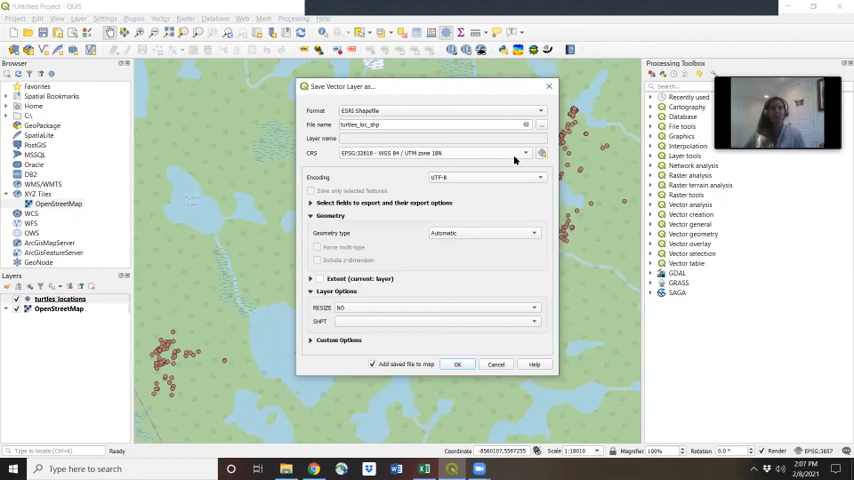 *Untitled Project - QGIS
Project Edit View Layer Settings Plugins Vector Raster Database Web Mesh Processing Help
Browser
Favorites
Spatial Bookmarks
Home
C:\
GeoPackage
SpatiaLite
PostGIS
MSSQL
Oracle
DB2
WMS/WMTS
XYZ Tiles
OpenStreetMap
WCS
WFS
OWS
ArcGisMapServer
ArcGisFeatureServer
GeoNode
Layers
turtles_locations
OpenStreetMap
Save Vector Layer as...
Format ESRI Shapefile
File name turtles_loc_shp
Layer name
CRS EPSG:32618 - WGS 84 / UTM zone 18N
Encoding UTF-8
Save only selected features
Select fields to export and their export options
Geometry
Geometry type Automatic
Force multi-type
Include z-dimension
Extent (current: layer)
Layer Options
RESIZE NO
SHPT
Custom Options
Add saved file to map OK Cancel Help
Processing Toolbox
Search...
Recently used
Cartography
Database
File tools
Graphics
Interpolation
Layer tools
Raster analysis
Raster terrain analysis
Vector analysis
Vector creation
Vector general
Vector geometry
Vector overlay
Vector selection
Vector table
GDAL
GRASS
SAGA
Type to locate (Ctrl+K) Ready Coordinate -8560107,5567235 Scale 1:18010 Magnifier 100% Rotation 0.0 ° Render EPSG:3857
Type here to search
2:07 PM
2/8/2021